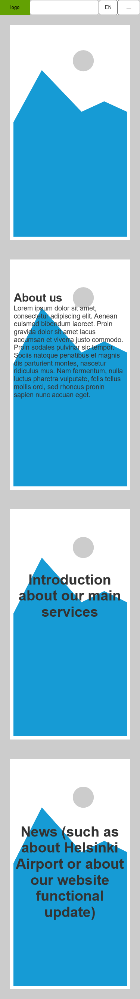 logo
EN
三
About us
Lorem ipsum dolor sit amet,
consectetur adipiscing elit. Aenean
euismod bibendum laoreet. Proin
gravida dolor sit amet lacus
accumsan et viverra justo commodo.
Proin sodales pulvinar sic tempor.
Sociis natoque penatibus et magnis
dis parturient montes, nascetur
ridiculus mus. Nam fermentum, nulla
luctus pharetra vulputate, felis tellus
mollis orci, sed rhoncus pronin
sapien nunc accuan eget.
Introduction
about our main
services
News (such as
about Helsinki
Airport or about
our website
functional
update)